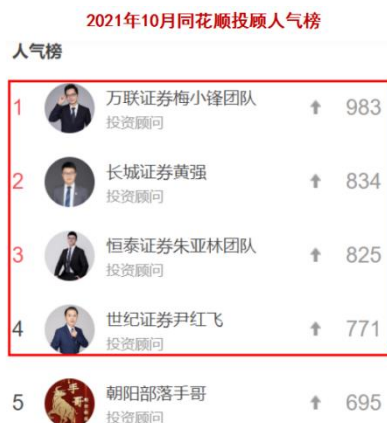 2021年10月同花顺投顾人气榜
人气榜
1 万联证券梅小锋团队 983
投资顾问
2 长城证券黄强 834
投资顾问
3 恒泰证券朱亚林团队 825
投资顾问
4 世纪证券尹红飞 771
投资顾问
5 朝阳部落手哥 695
投资顾问